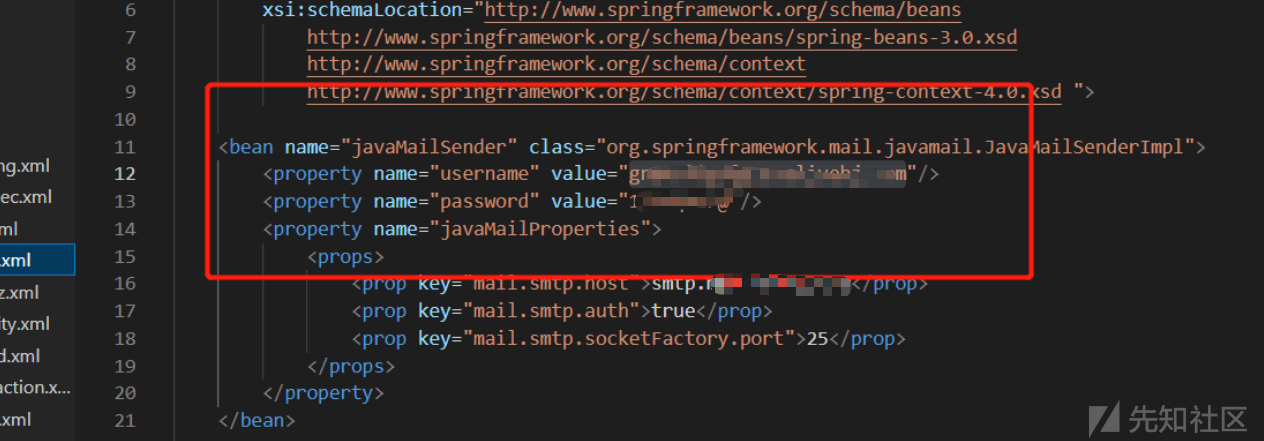 6 xsi:schemaLocation="http://www.springframework.org/schema/beans
7 http://www.springframework.org/schema/beans/spring-beans-3.0.xsd
8 http://www.springframework.org/schema/context
9 http://www.springframework.org/schema/context/spring-context-4.0.xsd ">
10
11 <bean name="javaMailSender" class="org.springframework.mail.javamail.JavaMailSenderImpl">
ng.xml
12 <property name="username" value="
"/>
ec.xml
13 <property name="password" value="
/>
ml
14 <property name="javaMailProperties">
.xml
15 <props>
z.xml
16 <prop key="mail.smtp.host">smtp.
</prop>
ity.xml
17 <prop key="mail.smtp.auth">true</prop>
d.xml
18 <prop key="mail.smtp.socketFactory.port">25</prop>
19 </props>
action.x...
20 </property>
.xml
21 </bean>
先知社区